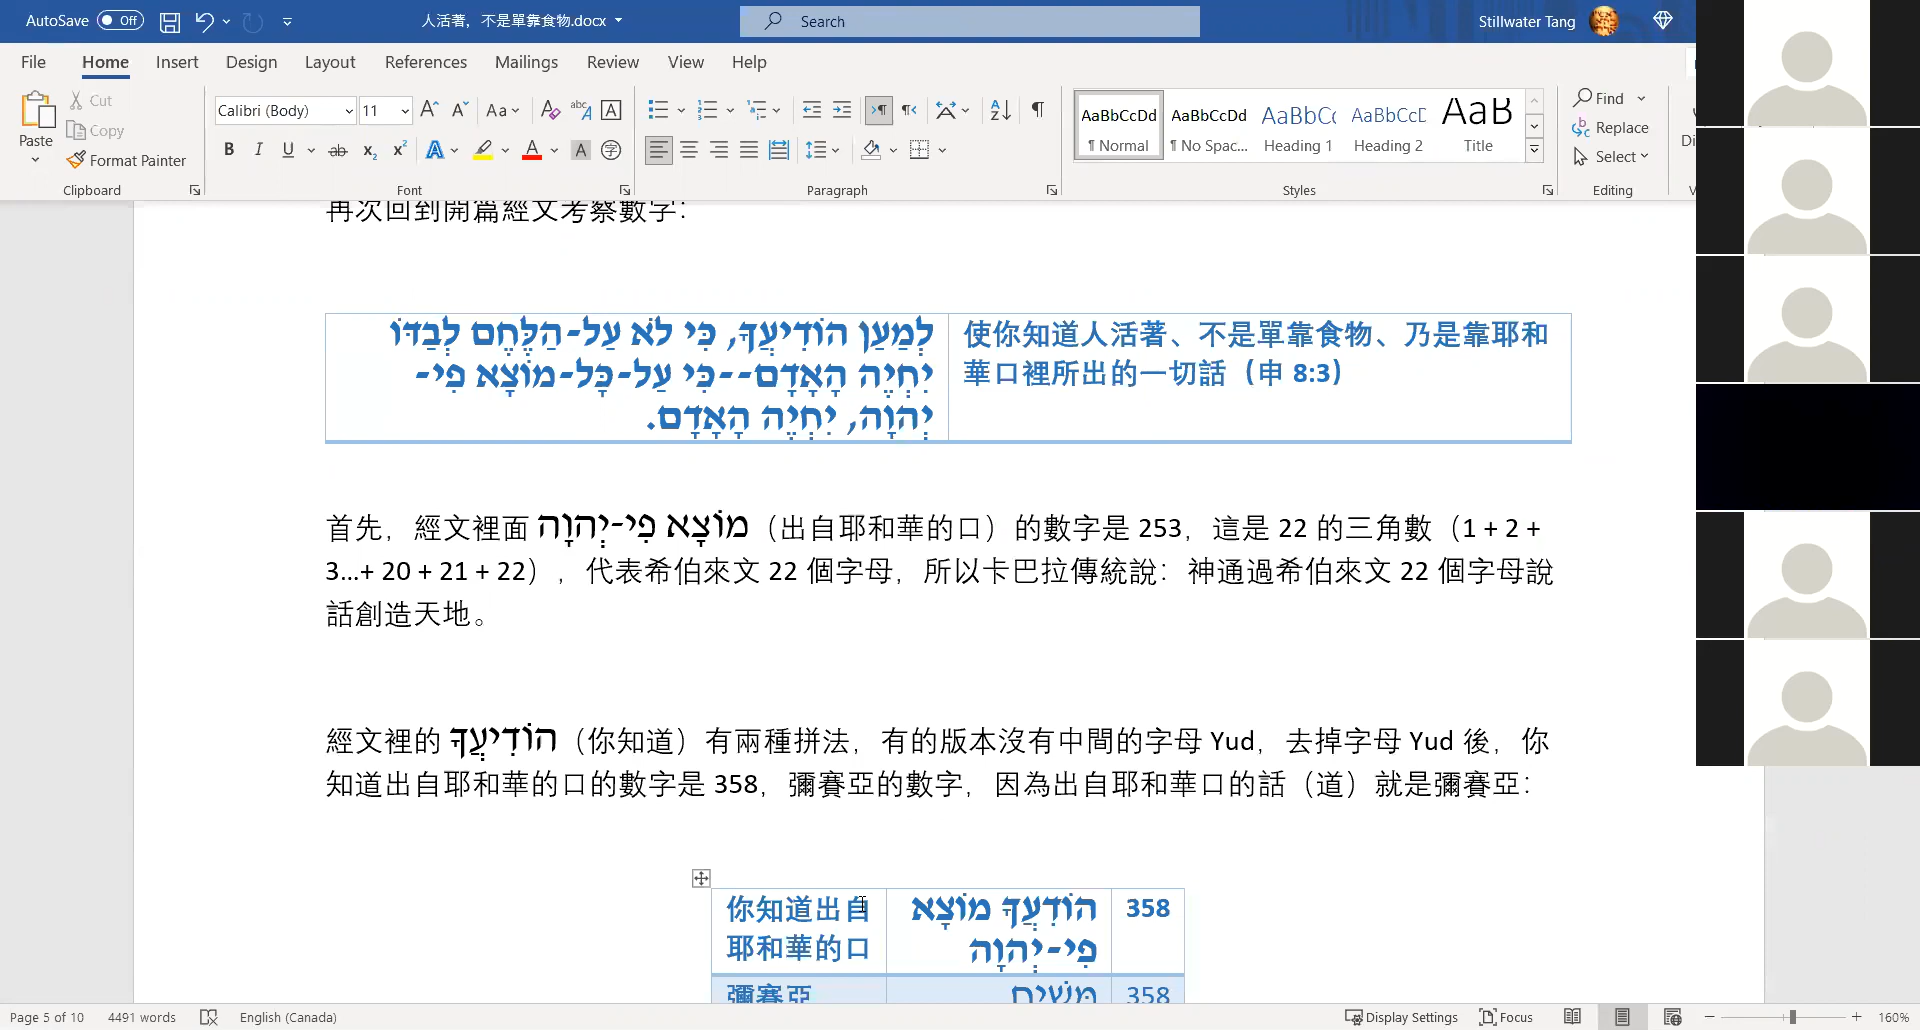 AutoSave Off 人活著，不是單靠食物.docx Search Stillwater Tang
File Home Insert Design Layout References Mailings Review View Help
Paste Cut Copy Format Painter Clipboard
Calibri (Body) 11 Font
Paragraph
AaBbCcDd AaBbCcDd AaBbCc AaBbCcD AaB
¶ Normal ¶ No Spac... Heading 1 Heading 2 Title
Styles
Find Replace Select Editing
再次回到開篇經文考察數字：
לְמַעַן הוֹדִיעֲךָ, כִּי לֹא עַל-הַלֶּחֶם לְבַדּוֹ
יִחְיֶה הָאָדָם--כִּי עַל-כָּל-מוֹצָא פִי-
יְהוָה, יִחְיֶה הָאָדָם.
使你知道人活著、不是單靠食物、乃是靠耶和
華口裡所出的一切話（申 8:3）
首先，經文裡面 מוֹצָא פִי-יְהוָה（出自耶和華的口）的數字是 253，這是 22 的三角數（1 + 2 +
3...+ 20 + 21 + 22），代表希伯來文 22 個字母，所以卡巴拉傳統說：神通過希伯來文 22 個字母說
話創造天地。
經文裡的 הוֹדִיעֲךָ（你知道）有兩種拼法，有的版本沒有中間的字母 Yud，去掉字母 Yud 後，你
知道出自耶和華的口的數字是 358，彌賽亞的數字，因為出自耶和華口的話（道）就是彌賽亞：
你知道出自
耶和華的口
הוֹדִעֲךָ מוֹצָא
פִי-יְהוָה
358
彌賽亞 מָּשִׁיחַ 358
Page 5 of 10 4491 words English (Canada) Display Settings Focus 160%